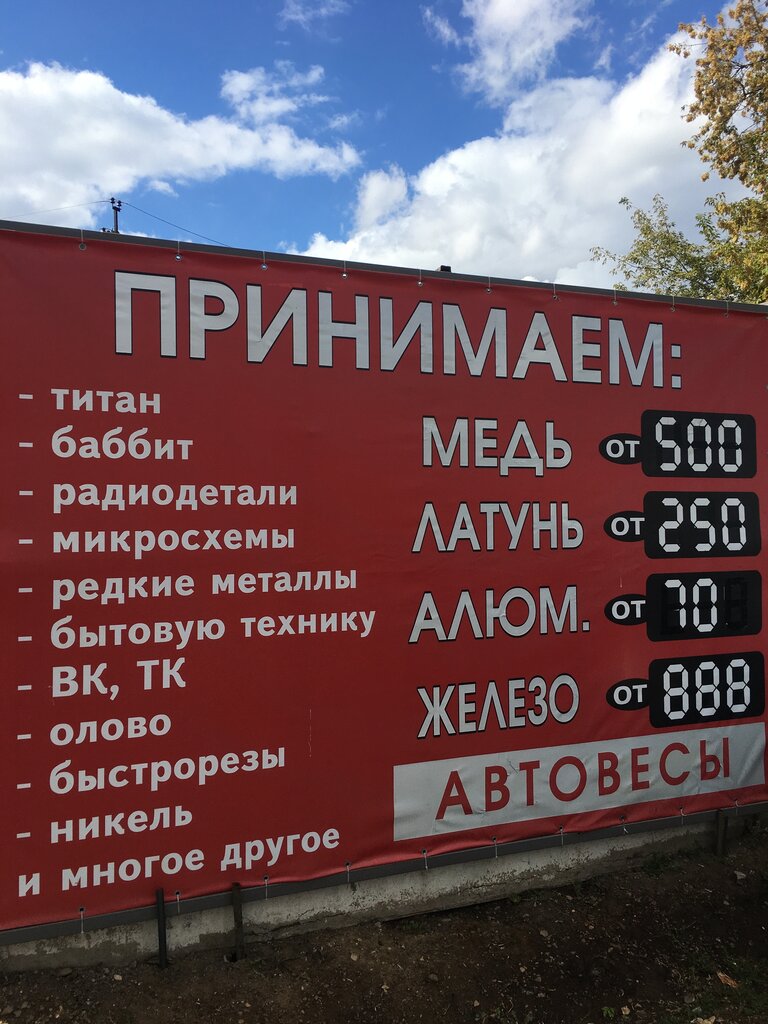 ПРИНИМАЕМ:
- титан
- баббит
- радиодетали
- микросхемы
- редкие металлы
- бытовую технику
- ВК, ТК
- олово
- быстрорезы
- никель
и многое другое
МЕДЬ от 500
ЛАТУНЬ от 250
АЛЮМ. от 70
ЖЕЛЕЗО от 888
АВТОВЕСЫ